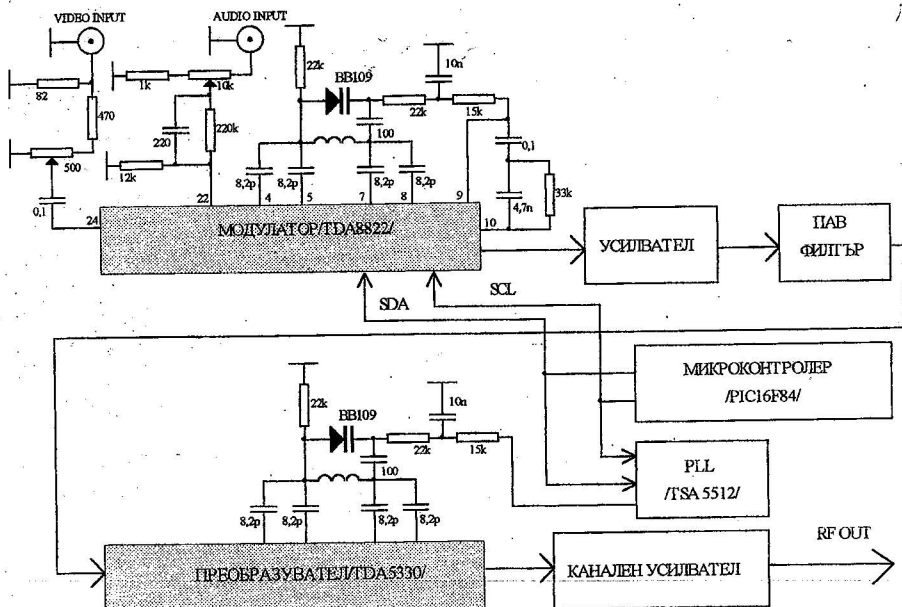 VIDEO INPUT
AUDIO INPUT
82
470
500
0,1
24
1k
10k
220
220k
12k
22
22k
BB109
10n
22k
15k
100
0,1
8,2p
8,2p
8,2p
8,2p
4,7n
33k
4
5
7
8
9
10
МОДУЛАТОР/TDA8822/
УСИЛВАТЕЛ
ПАВ
ФИЛТЪР
SDA
SCL
МИКРОКОНТРОЛЕР
/PIC16F84/
22k
BB109
10n
22k
15k
100
8,2p
8,2p
8,2p
8,2p
PLL
/TSA 5512/
ПРЕОБРАЗУВАТЕЛ/TDA5330/
КАНАЛЕН УСИЛВАТЕЛ
RF OUT